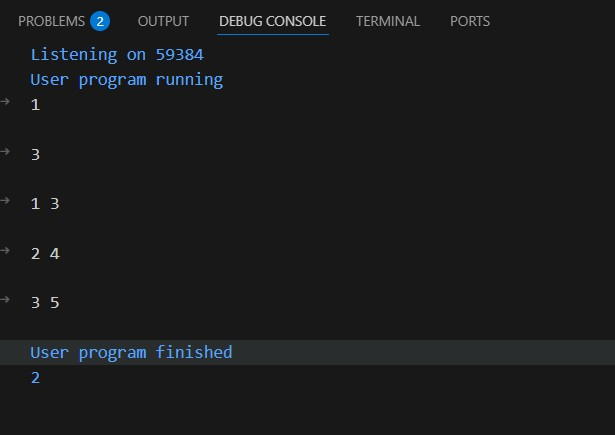 PROBLEMS 2 OUTPUT DEBUG CONSOLE TERMINAL PORTS
Listening on 59384
User program running
→ 1
→ 3
→ 1 3
→ 2 4
→ 3 5
User program finished
2